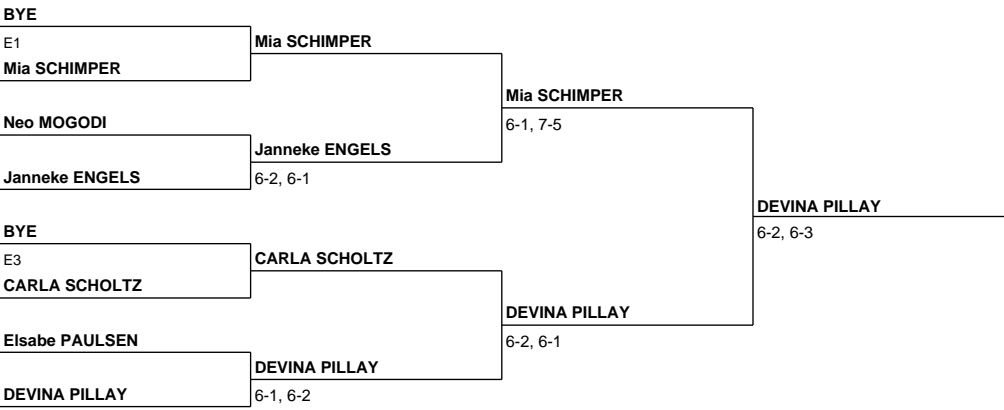 BYE
E1
Mia SCHIMPER
Mia SCHIMPER
Mia SCHIMPER
6-1, 7-5
Neo MOGODI
Janneke ENGELS
Janneke ENGELS
6-2, 6-1
DEVINA PILLAY
6-2, 6-3
BYE
E3
CARLA SCHOLTZ
CARLA SCHOLTZ
DEVINA PILLAY
6-2, 6-1
Elsabe PAULSEN
DEVINA PILLAY
DEVINA PILLAY
6-1, 6-2